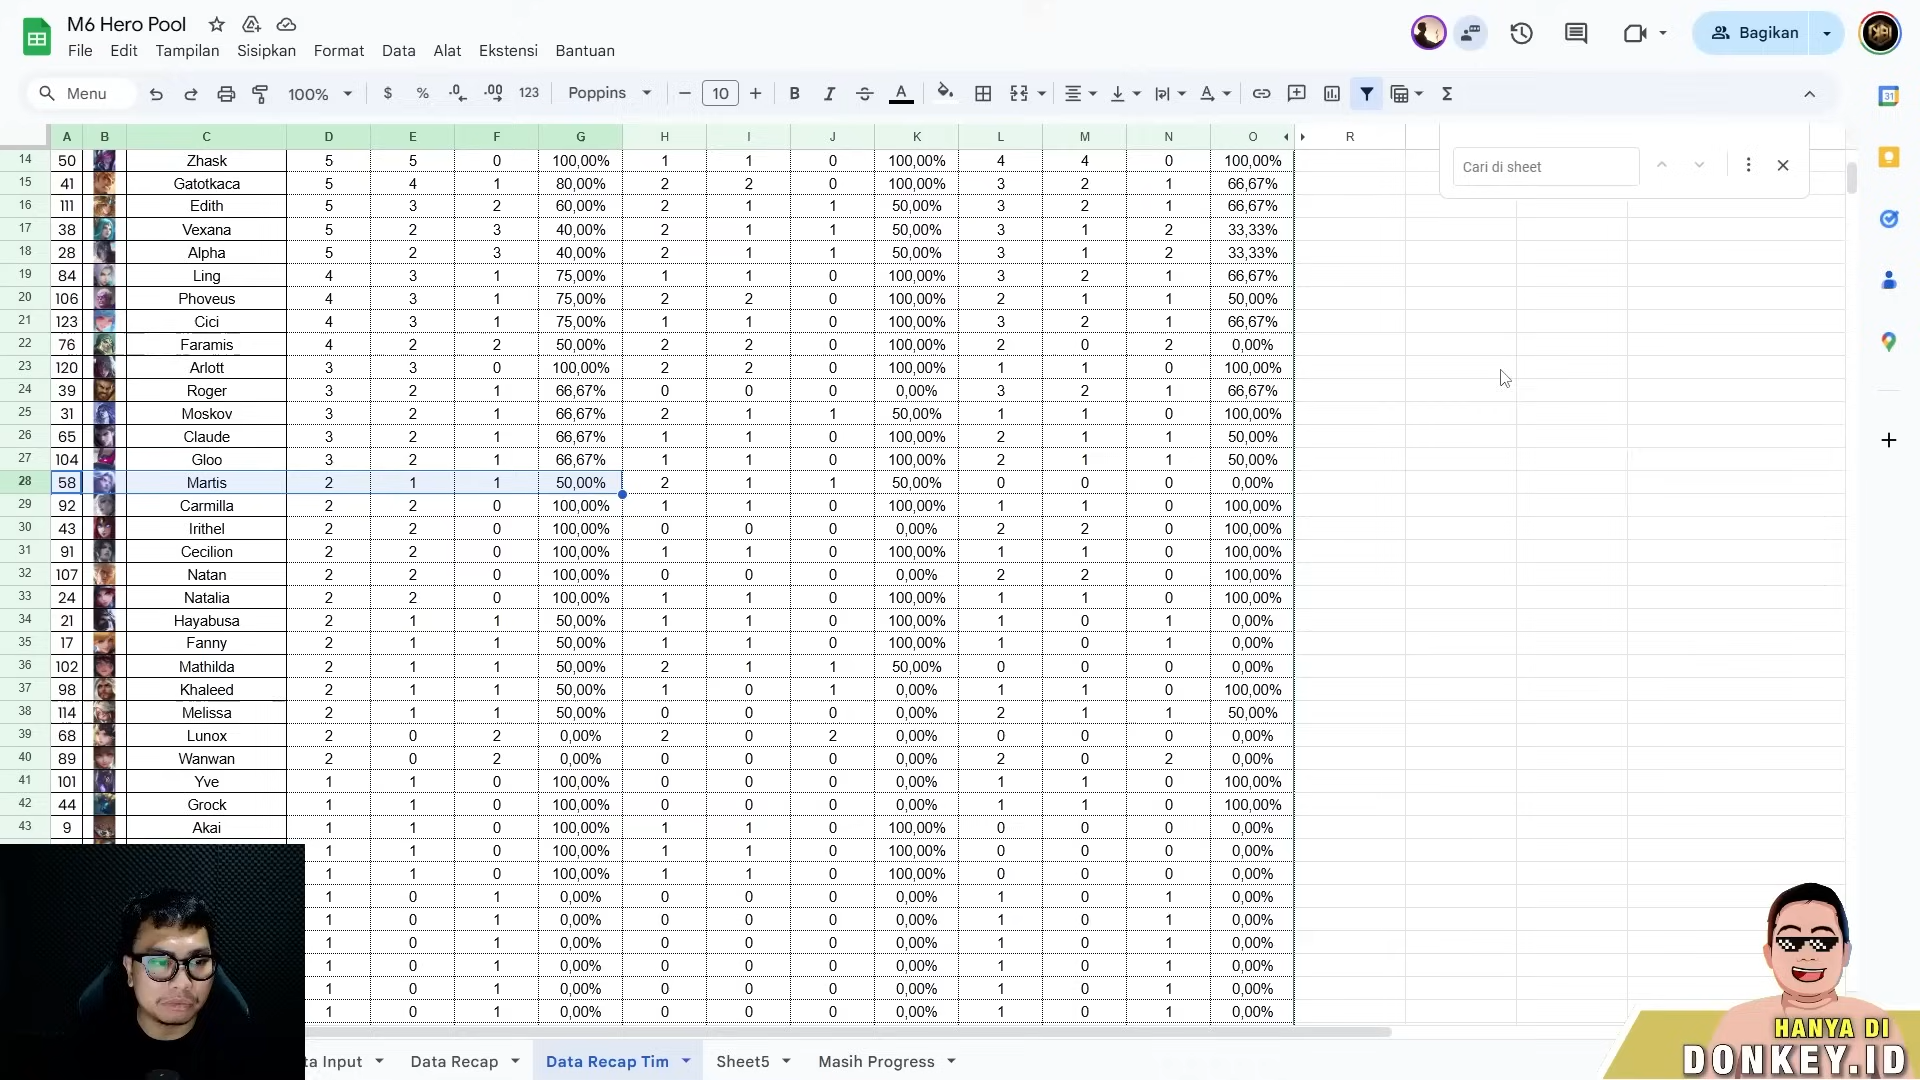 M6 Hero Pool
File Edit Tampilan Sisipkan Format Data Alat Ekstensi Bantuan
Bagikan
Menu 100% $ % .0 .00 123 Poppins 10 B I S A
31
A B C D E F G H I J K L M N O R
Cari di sheet
14 50 Zhask 5 5 0 100,00% 1 1 0 100,00% 4 4 0 100,00%
15 41 Gatotkaca 5 4 1 80,00% 2 2 0 100,00% 3 2 1 66,67%
16 111 Edith 5 3 2 60,00% 2 1 1 50,00% 3 2 1 66,67%
17 38 Vexana 5 2 3 40,00% 2 1 1 50,00% 3 1 2 33,33%
18 28 Alpha 5 2 3 40,00% 2 1 1 50,00% 3 1 2 33,33%
19 84 Ling 4 3 1 75,00% 1 1 0 100,00% 3 2 1 66,67%
20 106 Phoveus 4 3 1 75,00% 2 2 0 100,00% 2 1 1 50,00%
21 123 Cici 4 3 1 75,00% 1 1 0 100,00% 3 2 1 66,67%
22 76 Faramis 4 2 2 50,00% 2 2 0 100,00% 2 0 2 0,00%
23 120 Arlott 3 3 0 100,00% 2 2 0 100,00% 1 1 0 100,00%
24 39 Roger 3 2 1 66,67% 0 0 0 0,00% 3 2 1 66,67%
25 31 Moskov 3 2 1 66,67% 2 1 1 50,00% 1 1 0 100,00%
26 65 Claude 3 2 1 66,67% 1 1 0 100,00% 2 1 1 50,00%
27 104 Gloo 3 2 1 66,67% 1 1 0 100,00% 2 1 1 50,00%
28 58 Martis 2 1 1 50,00% 2 1 1 50,00% 0 0 0 0,00%
29 92 Carmilla 2 2 0 100,00% 1 1 0 100,00% 1 1 0 100,00%
30 43 Irithel 2 2 0 100,00% 0 0 0 0,00% 2 2 0 100,00%
31 91 Cecilion 2 2 0 100,00% 1 1 0 100,00% 1 1 0 100,00%
32 107 Natan 2 2 0 100,00% 0 0 0 0,00% 2 2 0 100,00%
33 24 Natalia 2 2 0 100,00% 1 1 0 100,00% 1 1 0 100,00%
34 21 Hayabusa 2 1 1 50,00% 1 1 0 100,00% 1 0 1 0,00%
35 17 Fanny 2 1 1 50,00% 1 1 0 100,00% 1 0 1 0,00%
36 102 Mathilda 2 1 1 50,00% 2 1 1 50,00% 0 0 0 0,00%
37 98 Khaleed 2 1 1 50,00% 1 0 1 0,00% 1 1 0 100,00%
38 114 Melissa 2 1 1 50,00% 0 0 0 0,00% 2 1 1 50,00%
39 68 Lunox 2 0 2 0,00% 2 0 2 0,00% 0 0 0 0,00%
40 89 Wanwan 2 0 2 0,00% 0 0 0 0,00% 2 0 2 0,00%
41 101 Yve 1 1 0 100,00% 0 0 0 0,00% 1 1 0 100,00%
42 44 Grock 1 1 0 100,00% 0 0 0 0,00% 1 1 0 100,00%
43 9 Akai 1 1 0 100,00% 1 1 0 100,00% 0 0 0 0,00%
1 1 0 100,00% 1 1 0 100,00% 0 0 0 0,00%
1 1 0 100,00% 1 1 0 100,00% 0 0 0 0,00%
1 0 1 0,00% 0 0 0 0,00% 1 0 1 0,00%
1 0 1 0,00% 0 0 0 0,00% 1 0 1 0,00%
1 0 1 0,00% 0 0 0 0,00% 1 0 1 0,00%
1 0 1 0,00% 0 0 0 0,00% 1 0 1 0,00%
1 0 1 0,00% 0 0 0 0,00% 1 0 1 0,00%
1 0 1 0,00% 0 0 0 0,00% 1 0 1 0,00%
ta Input Data Recap Data Recap Tim Sheet5 Masih Progress
HANYA DI
DONKEY.ID